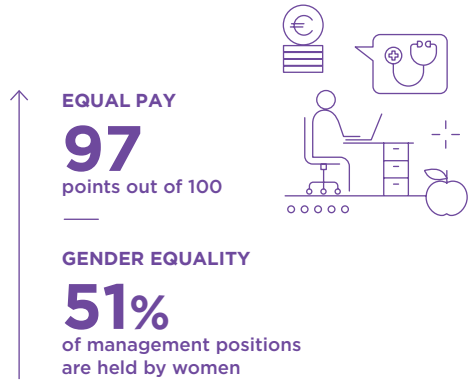 €
EQUAL PAY
97
points out of 100
GENDER EQUALITY
51%
of management positions
are held by women